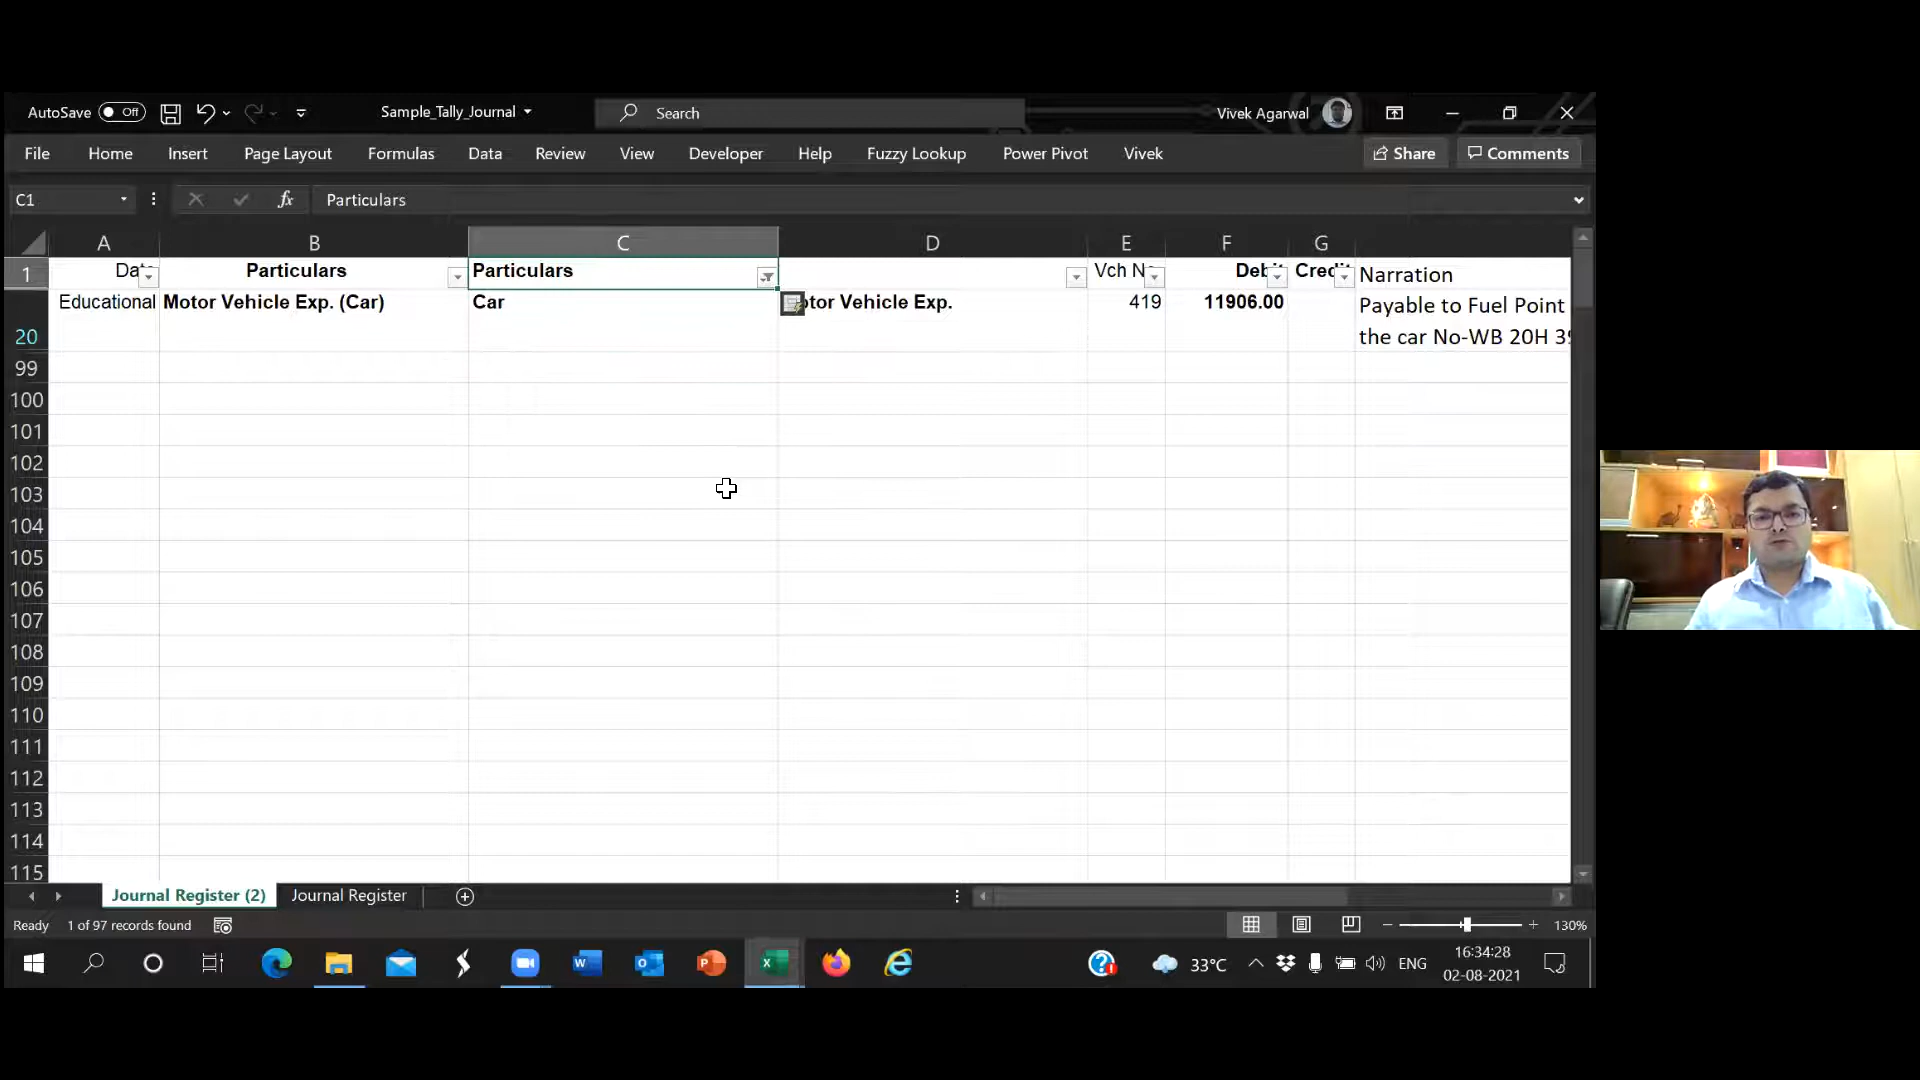 AutoSave Off Sample_Tally_Journal Search Vivek Agarwal
File Home Insert Page Layout Formulas Data Review View Developer Help Fuzzy Lookup Power Pivot Vivek Share Comments
C1 fx Particulars
A B C D E F G
1 Particulars Particulars Vch Narration
Educational Motor Vehicle Exp. (Car) Car Vehicle Exp. 419 11906.00 Payable to Fuel Point
20 the car No-WB 20H
99
100
101
102
103
104
105
106
107
108
109
110
111
112
113
114
115
Journal Register (2) Journal Register
Ready 1 of 97 records found 130%
33°C ENG 16:34:28
02-08-2021